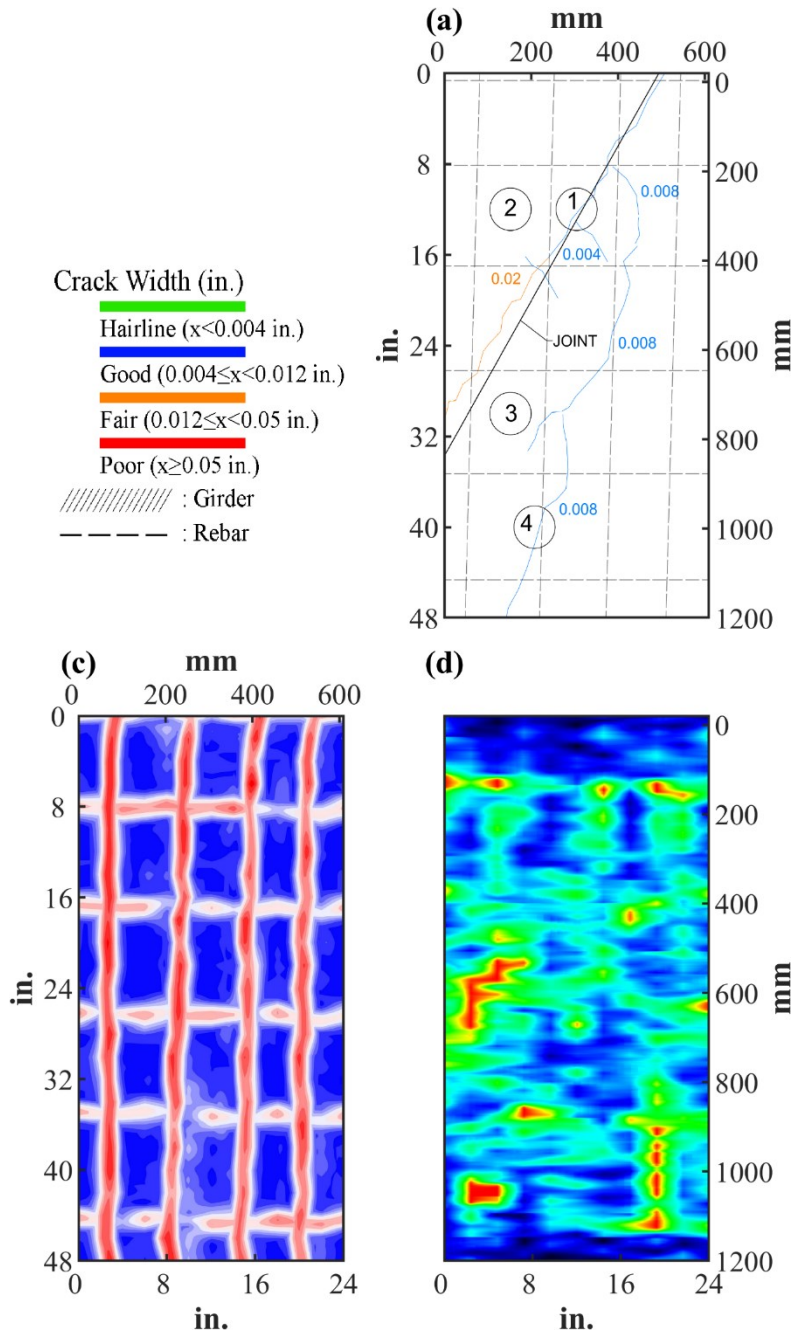 (a)
mm
0 200 400 600
0
8
16
24
32
40
48
in.
0
200
400
600
800
1000
1200
mm
1
2
3
4
0.008
0.004
0.02
JOINT
0.008
0.008
Crack Width (in.)
Hairline (x<0.004 in.)
Good (0.004≤x<0.012 in.)
Fair (0.012≤x<0.05 in.)
Poor (x≥0.05 in.)
: Girder
: Rebar
(c)
mm
0 200 400 600
0
8
16
24
32
40
48
in.
0 8 16 24
in.
(d)
0
200
400
600
800
1000
1200
mm
0 8 16 24
in.